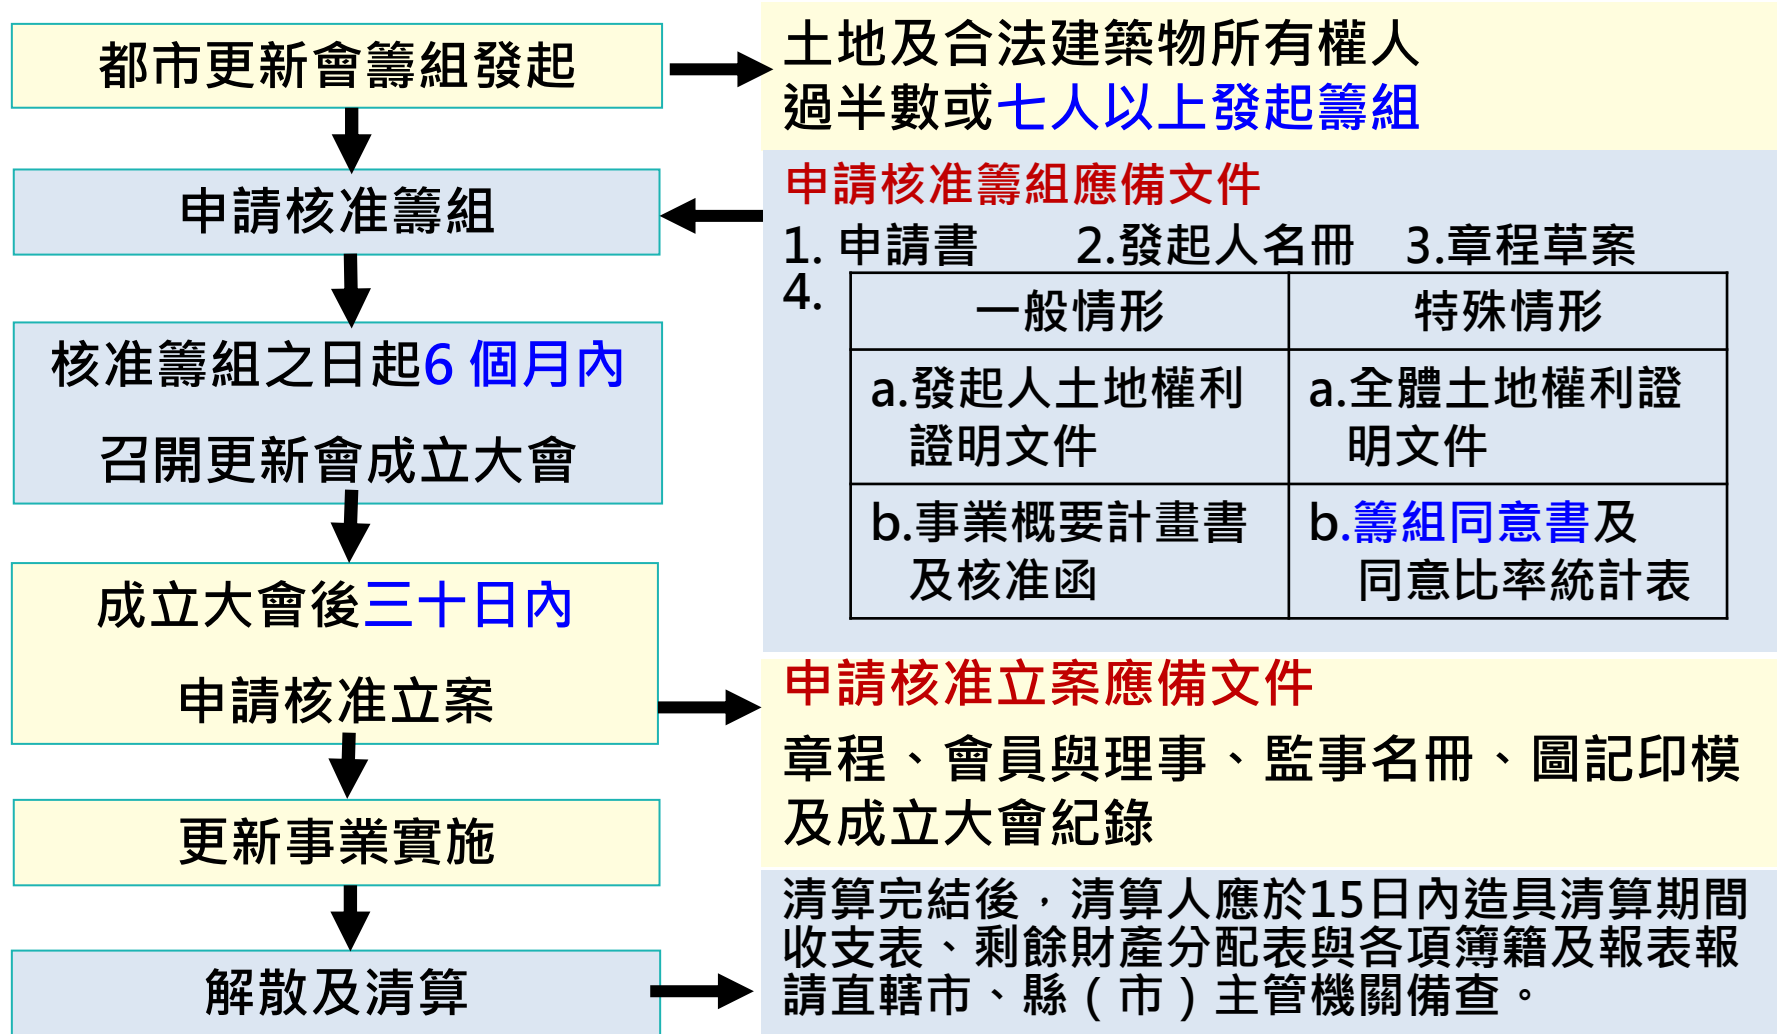 都市更新會籌組發起
申請核准籌組
核准籌組之日起6 個月內
召開更新會成立大會
成立大會後三十日內
申請核准立案
更新事業實施
解散及清算
土地及合法建築物所有權人
過半數或七人以上發起籌組
申請核准籌組應備文件
1. 申請書 2.發起人名冊 3.章程草案
4.
一般情形 特殊情形
a.發起人土地權利
證明文件
a.全體土地權利證
明文件
b.事業概要計畫書
及核准函
b.籌組同意書及
同意比率統計表
申請核准立案應備文件
章程、會員與理事、監事名冊、圖記印模
及成立大會紀錄
清算完結後，清算人應於15日內造具清算期間
收支表、剩餘財產分配表與各項簿籍及報表報
請直轄市、縣（市）主管機關備查。